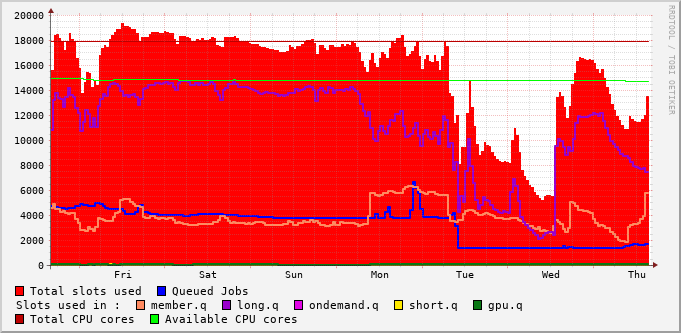 RRDTOOL / TOBI OETIKER
20000
18000
16000
14000
12000
10000
8000
6000
4000
2000
0
Fri Sat Sun Mon Tue Wed Thu
Total slots used Queued Jobs
Slots used in : member.q long.q ondemand.q short.q gpu.q
Total CPU cores Available CPU cores